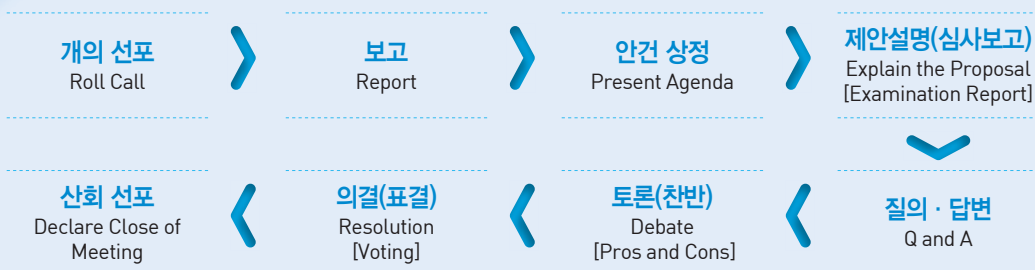 개의 선포
Roll Call
보고
Report
안건 상정
Present Agenda
제안설명(심사보고)
Explain the Proposal
[Examination Report]
질의 · 답변
Q and A
토론(찬반)
Debate
[Pros and Cons]
의결(표결)
Resolution
[Voting]
산회 선포
Declare Close of
Meeting